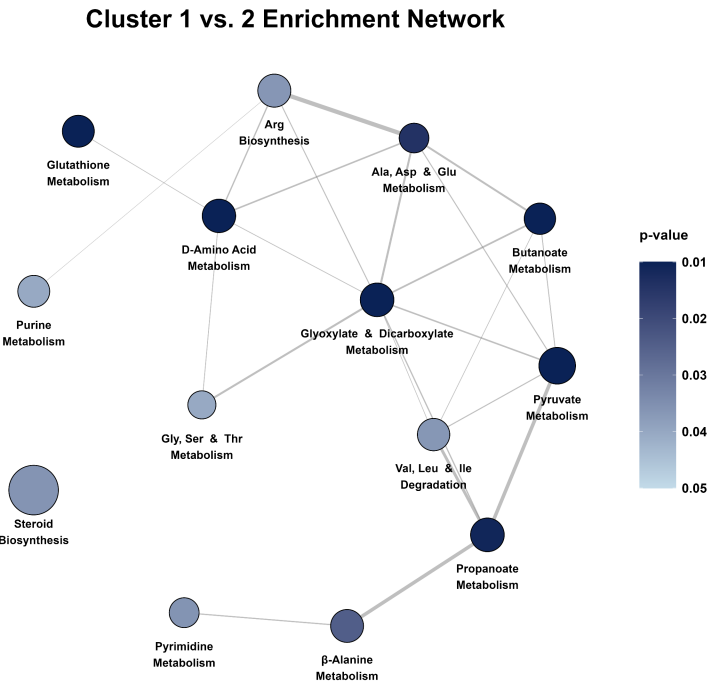 Cluster 1 vs. 2 Enrichment Network
Arg
Biosynthesis
Glutathione
Metabolism
Ala, Asp & Glu
Metabolism
D-Amino Acid
Metabolism
Butanoate
Metabolism
p-value
0.01
0.02
0.03
0.04
0.05
Purine
Metabolism
Glyoxylate & Dicarboxylate
Metabolism
Pyruvate
Metabolism
Gly, Ser & Thr
Metabolism
Val, Leu & Ile
Degradation
Steroid
Biosynthesis
Propanoate
Metabolism
Pyrimidine
Metabolism
β-Alanine
Metabolism